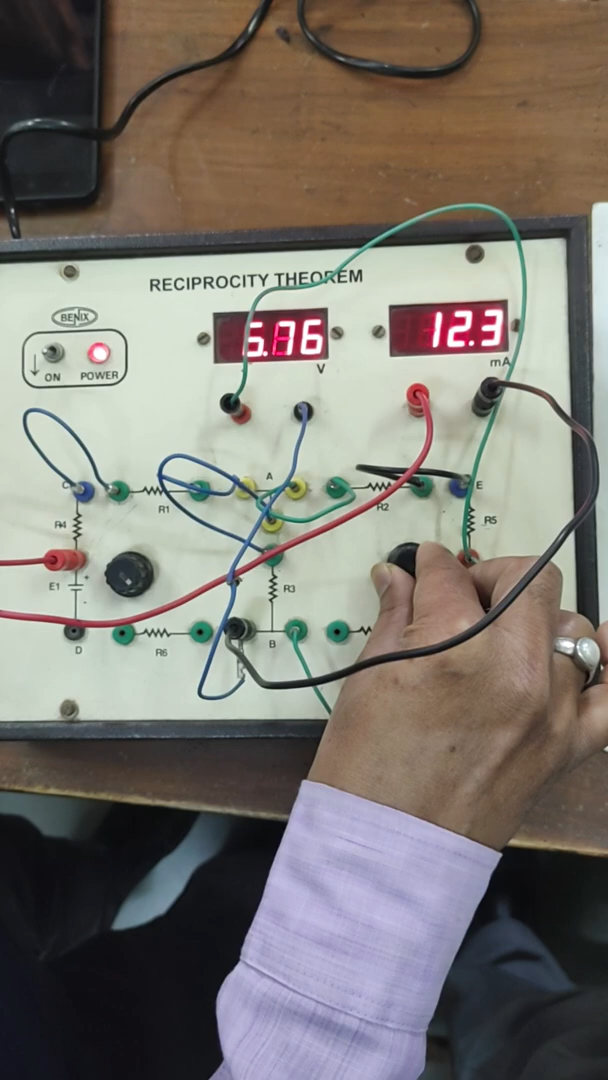 RECIPROCITY THEOREM
BENIX
ON POWER
6.76 V
12.3 mA
C R1 A R2 E
R4 R5
E1 + -
R3
D R6 B